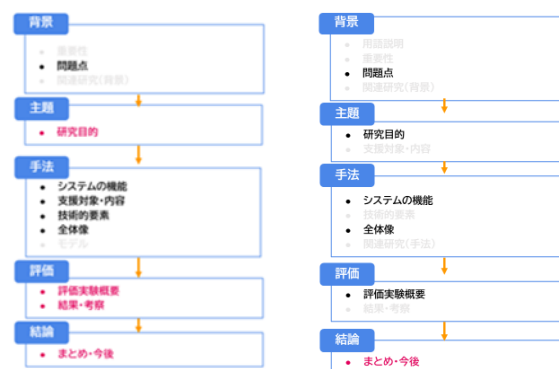 背景
重要性
問題点
関連研究(背景)
主題
研究目的
手法
システムの機能
支援対象・内容
技術的要素
全体像
モデル
評価
評価実験概要
結果・考察
結論
まとめ・今後
背景
用語説明
重要性
問題点
関連研究(背景)
主題
研究目的
支援対象・内容
手法
システムの機能
技術的要素
全体像
関連研究(手法)
評価
評価実験概要
結果・考察
結論
まとめ・今後